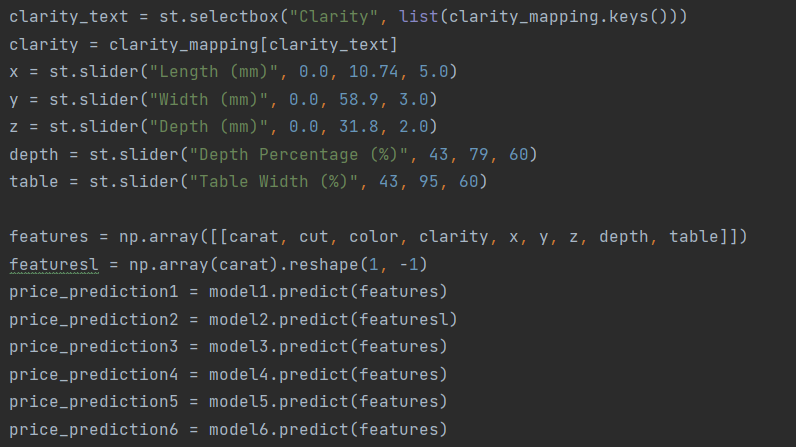 clarity_text = st.selectbox("Clarity", list(clarity_mapping.keys()))
clarity = clarity_mapping[clarity_text]
x = st.slider("Length (mm)", 0.0, 10.74, 5.0)
y = st.slider("Width (mm)", 0.0, 58.9, 3.0)
z = st.slider("Depth (mm)", 0.0, 31.8, 2.0)
depth = st.slider("Depth Percentage (%)", 43, 79, 60)
table = st.slider("Table Width (%)", 43, 95, 60)
features = np.array([[carat, cut, color, clarity, x, y, z, depth, table]])
featuresl = np.array(carat).reshape(1, -1)
price_prediction1 = model1.predict(features)
price_prediction2 = model2.predict(featuresl)
price_prediction3 = model3.predict(features)
price_prediction4 = model4.predict(features)
price_prediction5 = model5.predict(features)
price_prediction6 = model6.predict(features)